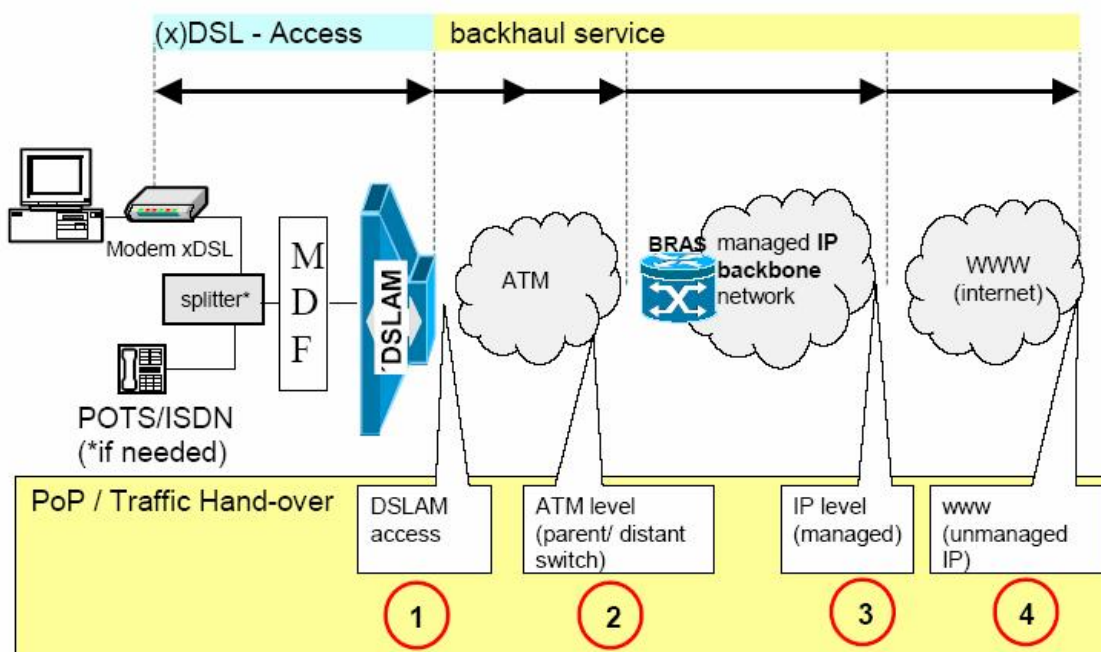 (x)DSL - Access
backhaul service
Modem xDSL
splitter*
POTS/ISDN
(*if needed)
M
D
F
DSLAM
ATM
BRAS
managed IP
backbone
network
WWW
(internet)
PoP / Traffic Hand-over
DSLAM
access
ATM level
(parent/ distant
switch)
IP level
(managed)
www
(unmanaged
IP)
1
2
3
4